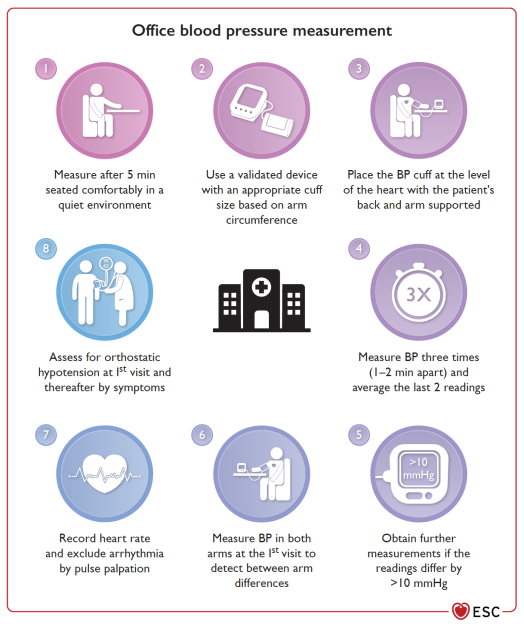 Office blood pressure measurement
1
Measure after 5 min
seated comfortably in a
quiet environment
2
Use a validated device
with an appropriate cuff
size based on arm
circumference
3
Place the BP cuff at the level
of the heart with the patient's
back and arm supported
4
3X
Measure BP three times
(1–2 min apart) and
average the last 2 readings
5
>10
mmHg
Obtain further
measurements if the
readings differ by
>10 mmHg
6
Measure BP in both
arms at the 1st visit to
detect between arm
differences
7
Record heart rate
and exclude arrhythmia
by pulse palpation
8
Assess for orthostatic
hypotension at 1st visit and
thereafter by symptoms
ESC